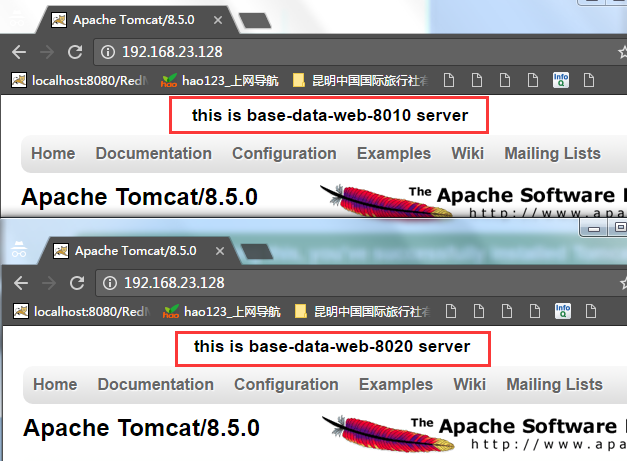 Apache Tomcat/8.5.0
192.168.23.128
localhost:8080/Red hao123_上网导航 昆明中国国际旅行社 Info Q
this is base-data-web-8010 server
Home Documentation Configuration Examples Wiki Mailing Lists
Apache Tomcat/8.5.0 The Apache Software
http://www.apa
Apache Tomcat/8.5.0
192.168.23.128
localhost:8080/Red hao123_上网导航 昆明中国国际旅行社 Info Q
this is base-data-web-8020 server
Home Documentation Configuration Examples Wiki Mailing Lists
Apache Tomcat/8.5.0 The Apache Software
http://www.apa